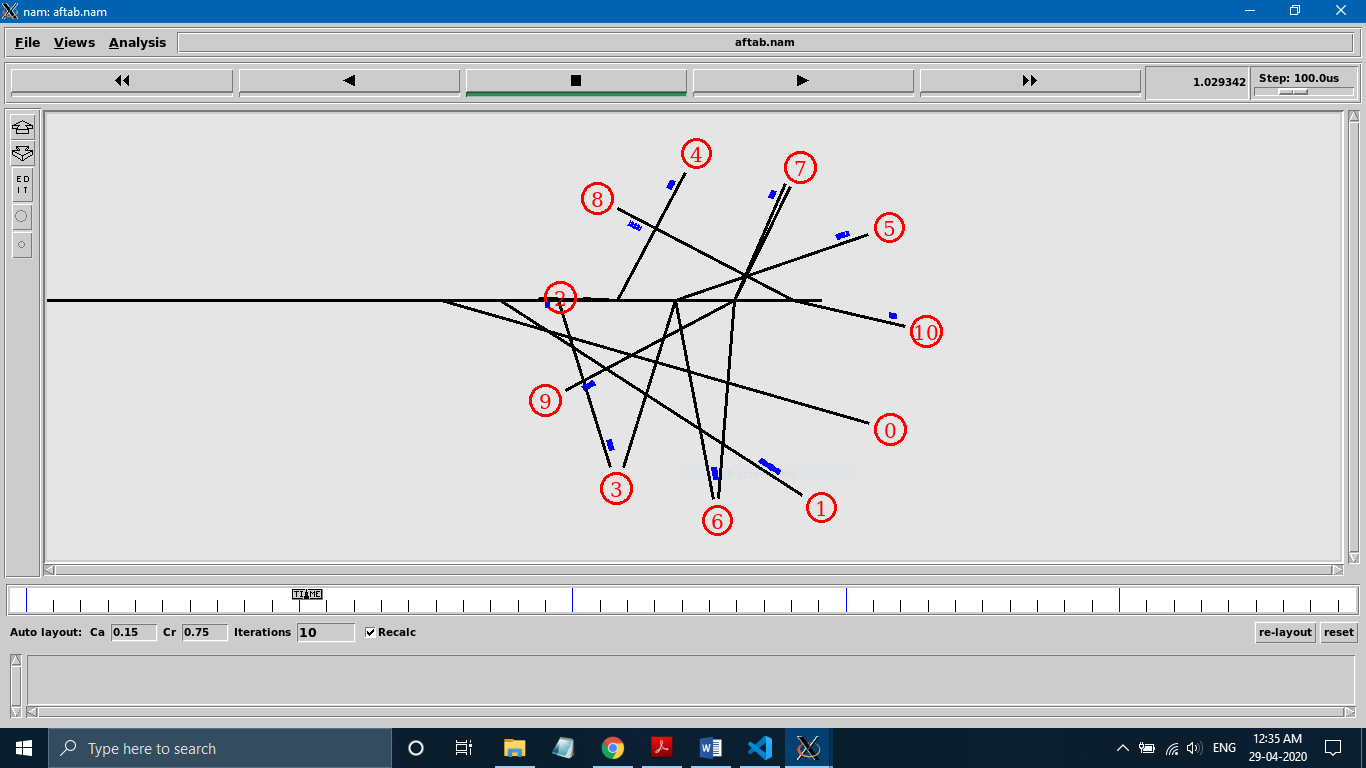 nam: aftab.nam
File Views Analysis aftab.nam
1.029342 Step: 100.0us
E D
I T
4
7
8
5
2
10
9
0
3
1
6
TIME
Auto layout: Ca 0.15 Cr 0.75 Iterations 10 Recalc re-layout reset
Type here to search
ENG
12:35 AM
29-04-2020